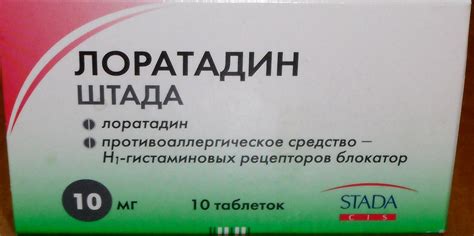 ЛОРАТАДИН
ШТАДА
лоратадин
противоаллергическое средство –
H₁-гистаминовых рецепторов блокатор
10 мг 10 таблеток
STADA
CIS